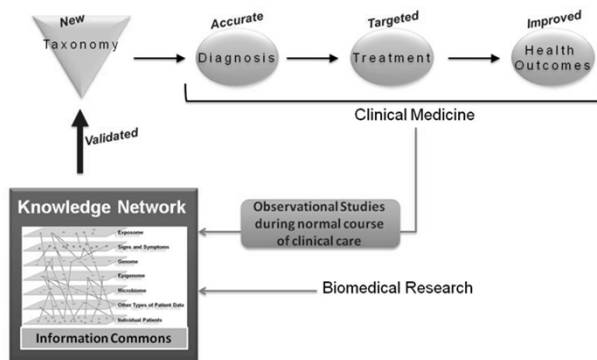 New
Taxonomy
Accurate
Diagnosis
Targeted
Treatment
Improved
Health
Outcomes
Clinical Medicine
Validated
Knowledge Network
Exposome
Signs and Symptoms
Genome
Epigenome
Microbiome
Other Types of Patient Data
Individual Patients
Information Commons
Observational Studies
during normal course
of clinical care
Biomedical Research